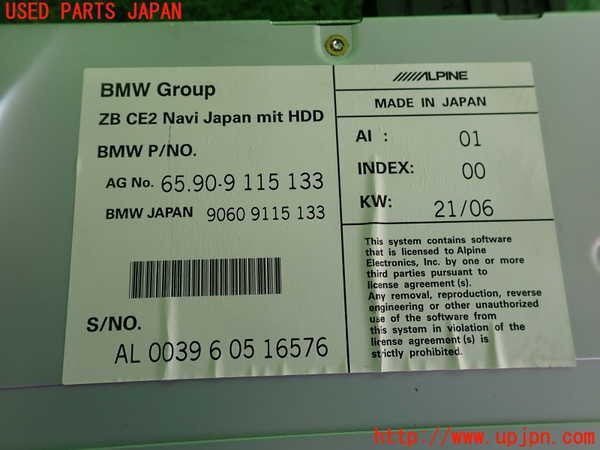 USED PARTS JAPAN
BMW Group
ZB CE2 Navi Japan mit HDD
BMW P/NO.
AG No. 65.90-9 115 133
BMW JAPAN 9060 9115 133
S/NO.
AL 0039 6 05 16576
ALPINE
MADE IN JAPAN
AI : 01
INDEX: 00
KW: 21/06
This system contains software
that is licensed to Alpine
Electronics, Inc. by one or more
third parties pursuant to
license agreement(s).
Any removal, reproduction, reverse
engineering or other unauthorized
use of the software from
this system in violation of the
license agreement(s) is
strictly prohibited.
http://www.upjpn.com/